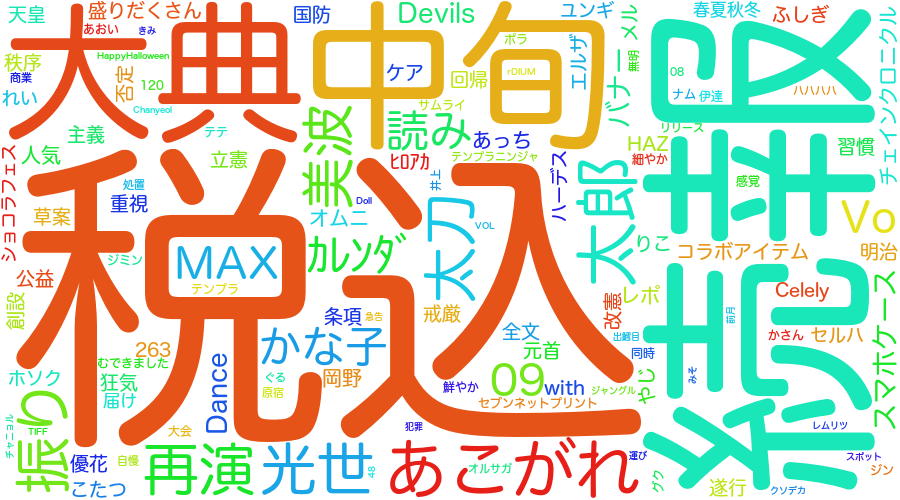 天皇
盛りだくさん
国防
Devils
ユンギ
メル
春夏秋冬
ふしぎ
大典
中旬
あおい
きみ
HappyHalloween
秩序
商業
否定
120
れい
Chanyeol
ケア
ポラ
回帰
rDIUM
エルザ
無明
バナー
08
ナム
伊達
ハハハハ
チェインクロニクル
サムライ
主義
テテ
美波
読み
あっち
リリース
HAZ
習慣
人気
立憲
ヒロアカ
テンプラニンジャ
細やか
ショコラフェス
処置
重視
Doll
井上
ハーデス
太郎
感覚
草案
オムニ
太刀
VOL
Vo
税込
MAX
カレンダ
りこ
コラボアイテム
明治
公益
ジミン
テンプラ
レポ
Celely
創設
条項
急告
戒厳
改憲
前月
263
かな子
全文
出鱈目
かさん
セルハ
スマホケース
むできました
元首
同時
ホソク
狂気
ぐる
岡野
09
with
鮮やか
ジャングル
みそ
やじ
届け
Dance
原宿
セブンネットプリント
振り
チャニョル
TIFF
大会
犯罪
レムリツ
優花
再演
光世
あこがれ
運び
スポット
自慢
48
オルサガ
グク
遂行
ジン
こたつ
クソデカ